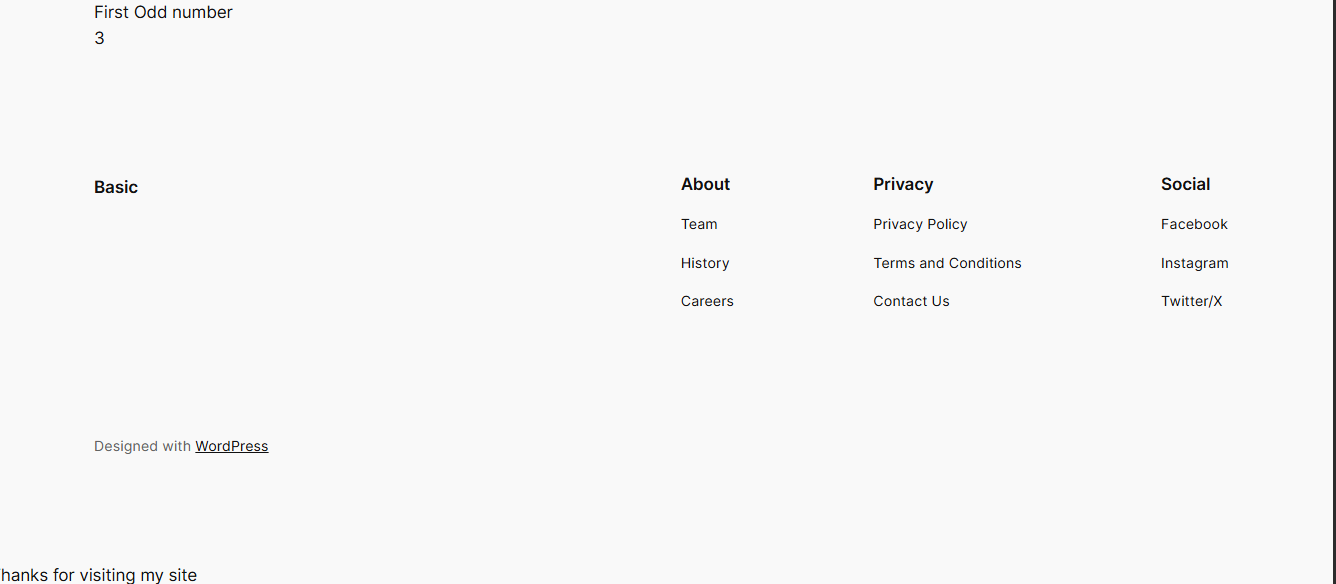 First Odd number
3
Basic
About
Team
History
Careers
Privacy
Privacy Policy
Terms and Conditions
Contact Us
Social
Facebook
Instagram
Twitter/X
Designed with WordPress
hanks for visiting my site